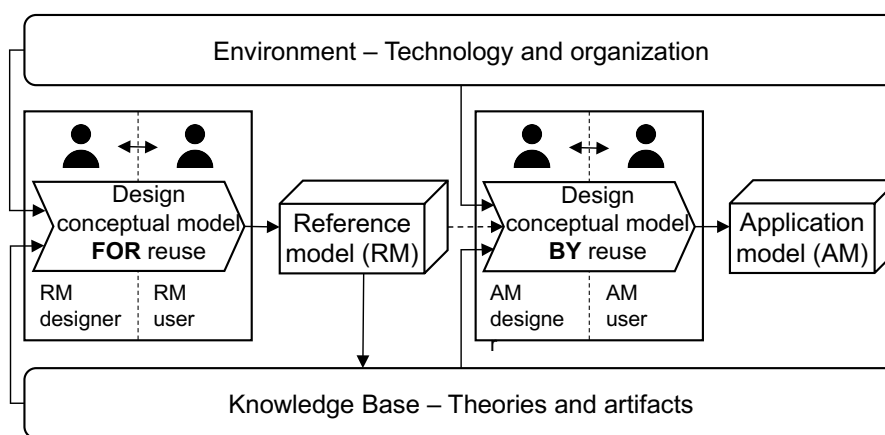 Environment – Technology and organization
Design
conceptual model
FOR reuse
RM
designer
RM
user
Reference
model (RM)
Design
conceptual model
BY reuse
AM
designe
r
AM
user
Application
model (AM)
Knowledge Base – Theories and artifacts